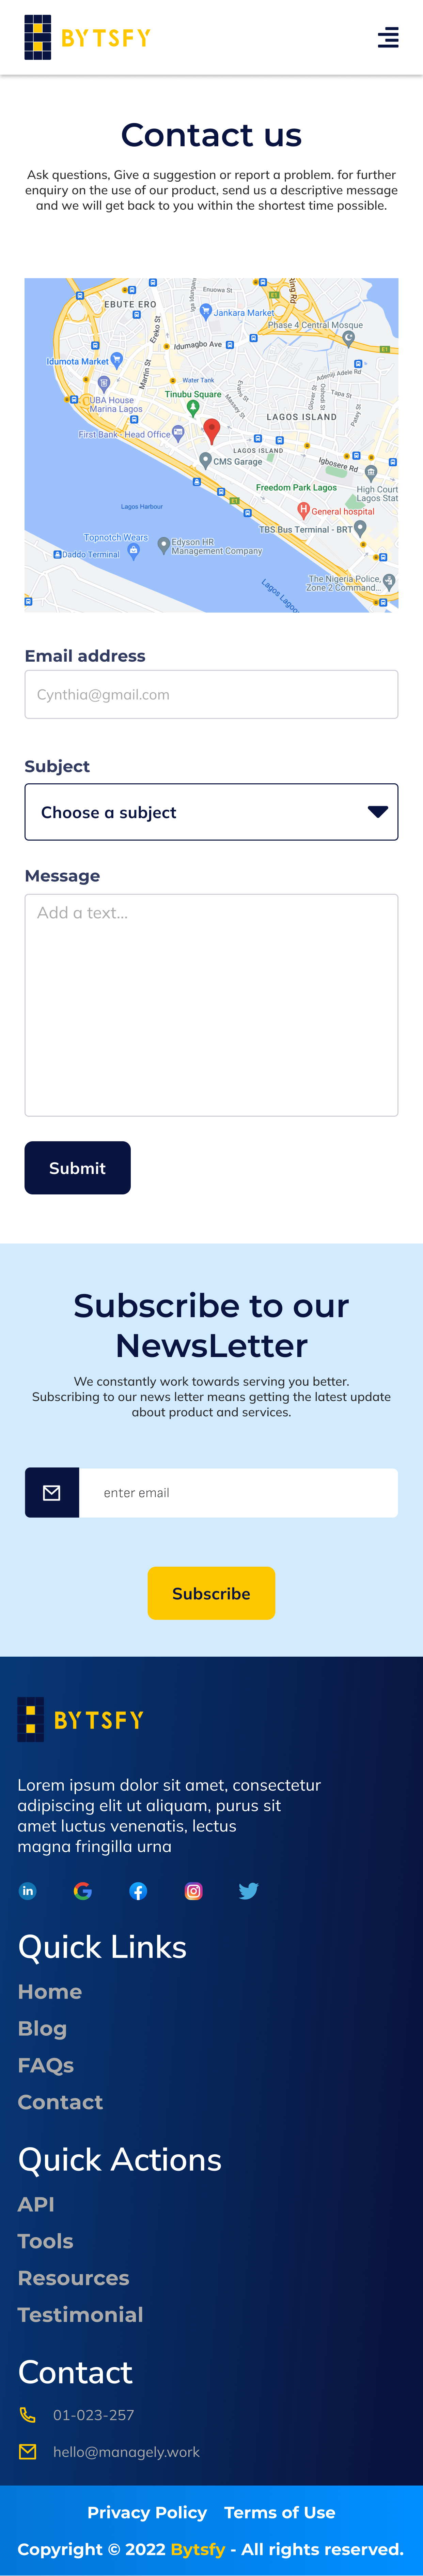 BYTSFY
Contact us
Ask questions, Give a suggestion or report a problem. for further
enquiry on the use of our product, send us a descriptive message
and we will get back to you within the shortest time possible.
Enuowa St
EBUTE ERO
Jankara Market
Phase 4 Central Mosque
Ereko St
Idumagbo Ave
Idumota Market
Martin St
Adeniji Adele Rd
Water Tank
Tinubu Square
Tapa St
UBA House
Marina Lagos
Massey St
LAGOS ISLAND
First Bank - Head Office
LAGOS ISLAND
CMS Garage
Igbosere Rd
High Court
Lagos Stat
Freedom Park Lagos
Lagos Harbour
General hospital
TBS Bus Terminal - BRT
Topnotch Wears
Edyson HR
Management Company
Daddo Terminal
The Nigeria Police,
Zone 2 Command...
Lagos Lagoo
Email address
Cynthia@gmail.com
Subject
Choose a subject
Message
Add a text...
Submit
Subscribe to our
NewsLetter
We constantly work towards serving you better.
Subscribing to our news letter means getting the latest update
about product and services.
enter email
Subscribe
BYTSFY
Lorem ipsum dolor sit amet, consectetur
adipiscing elit ut aliquam, purus sit
amet luctus venenatis, lectus
magna fringilla urna
Quick Links
Home
Blog
FAQs
Contact
Quick Actions
API
Tools
Resources
Testimonial
Contact
01-023-257
hello@managely.work
Privacy Policy Terms of Use
Copyright © 2022 Bytsfy - All rights reserved.